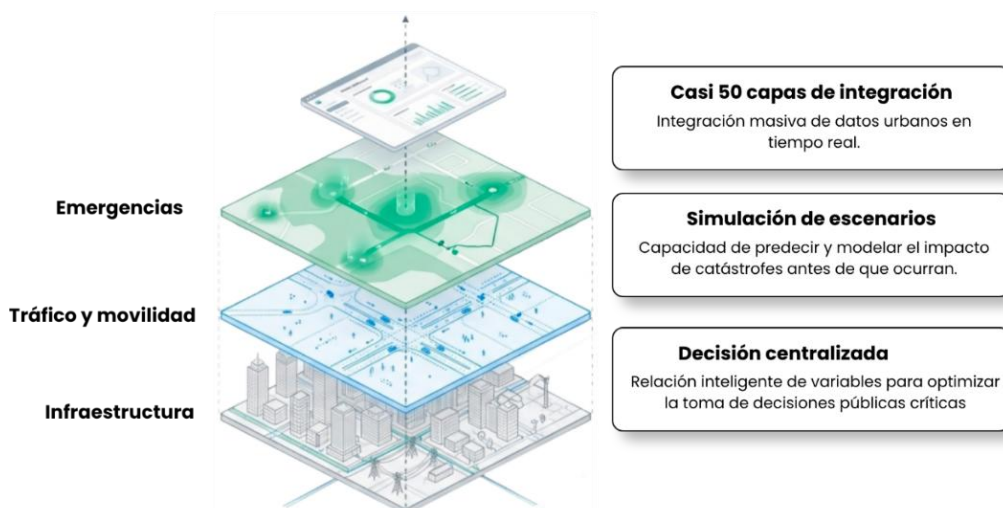 Emergencias
Tráfico y movilidad
Infraestructura
Casi 50 capas de integración
Integración masiva de datos urbanos en
tiempo real.
Simulación de escenarios
Capacidad de predecir y modelar el impacto
de catástrofes antes de que ocurran.
Decisión centralizada
Relación inteligente de variables para optimizar
la toma de decisiones públicas críticas